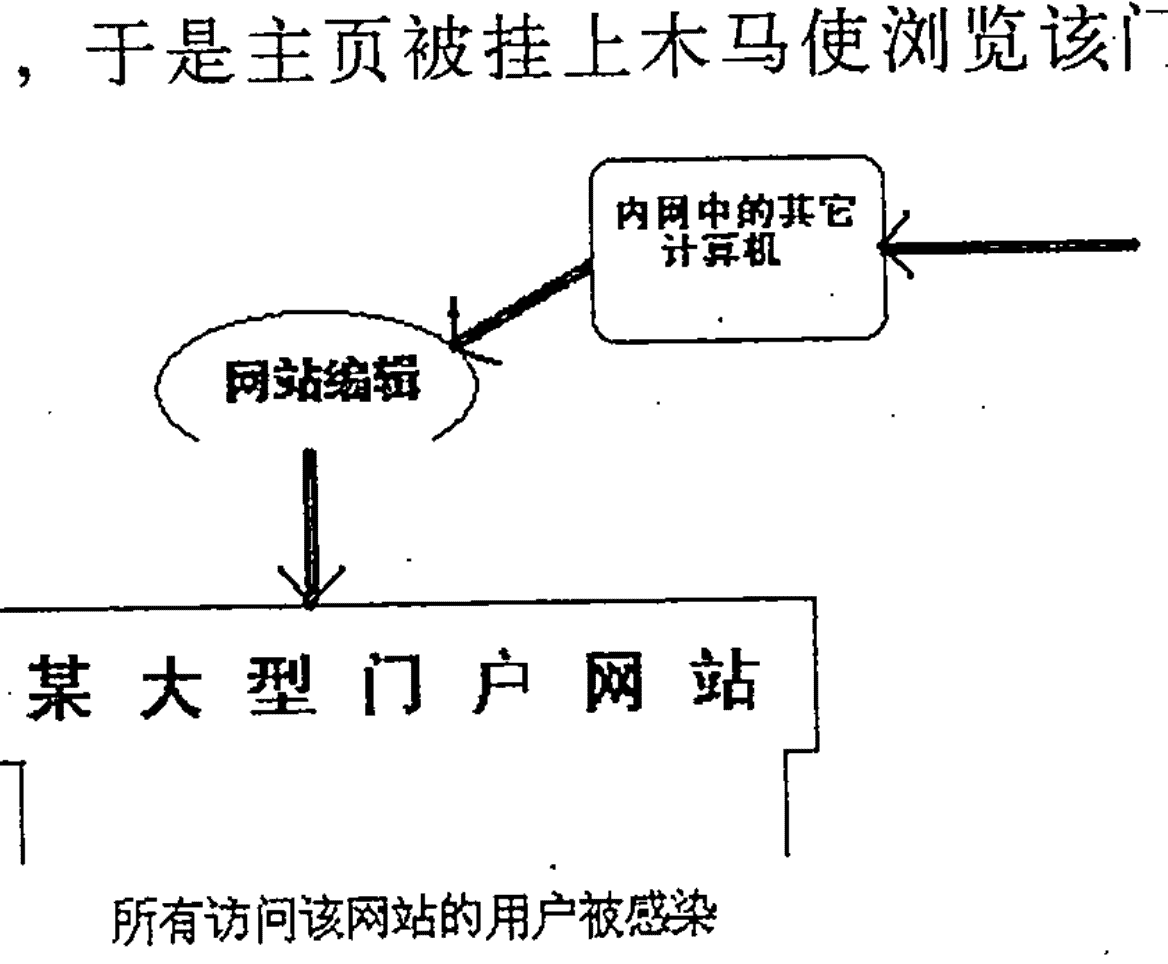 ，于是主页被挂上木马使浏览该门
内网中的其它
计算机
网站编辑
某大型门户网站
所有访问该网站的用户被感染